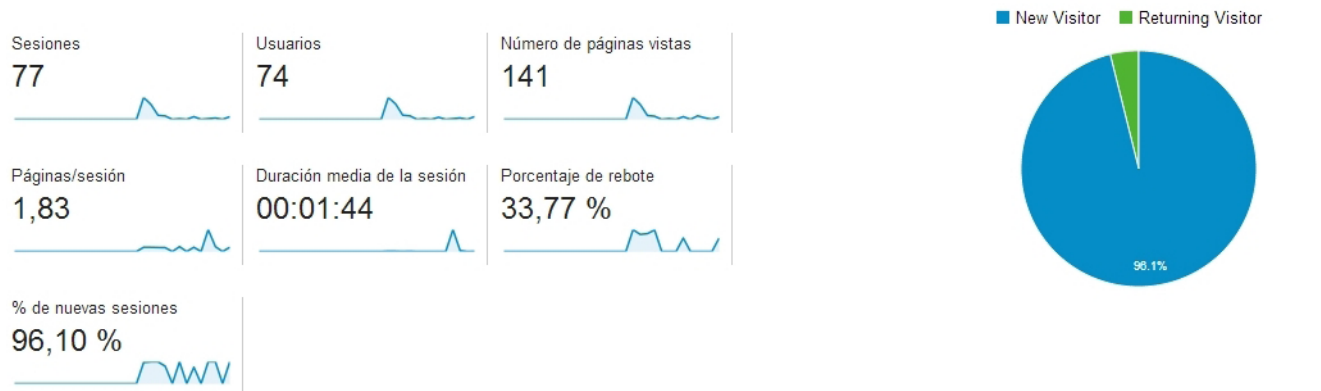 New Visitor Returning Visitor
Sesiones
77
Usuarios
74
Número de páginas vistas
141
Páginas/sesión
1,83
Duración media de la sesión
00:01:44
Porcentaje de rebote
33,77 %
% de nuevas sesiones
96,10 %
96.1%